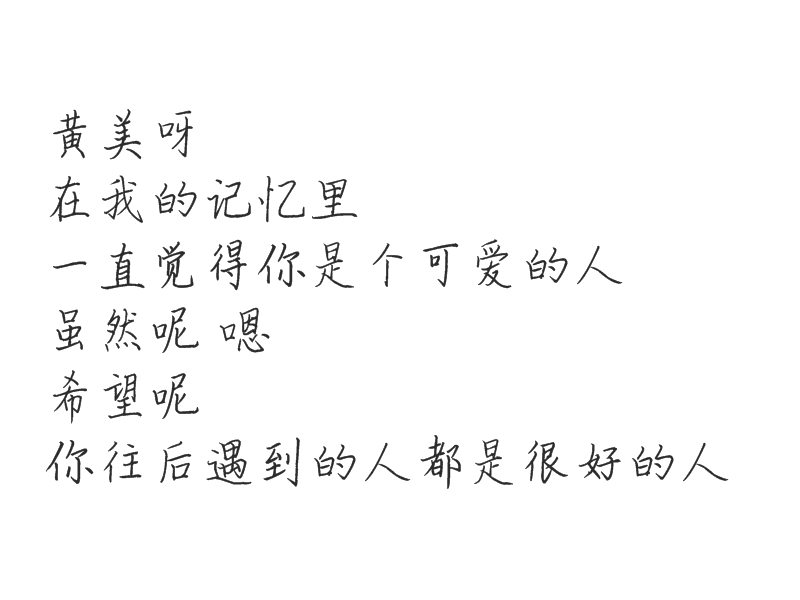 黄美呀
在我的记忆里
一直觉得你是个可爱的人
虽然呢 嗯
希望呢
你往后遇到的人都是很好的人